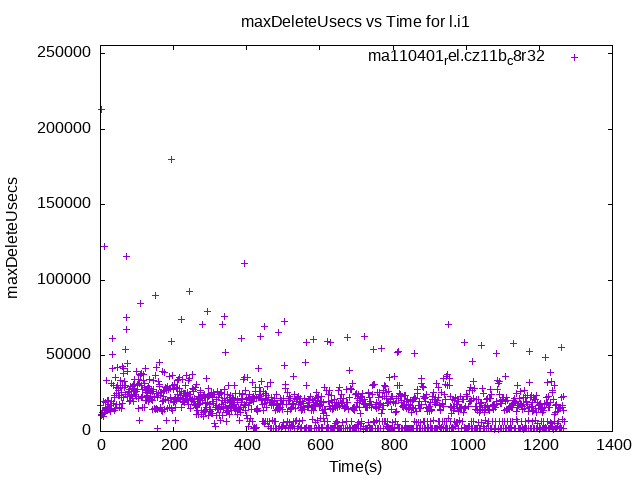 maxDeleteUsecs vs Time for l.i1
ma110401_rel.cz11b_c8r32
250000
200000
150000
100000
50000
0
maxDeleteUsecs
0 200 400 600 800 1000 1200 1400
Time(s)